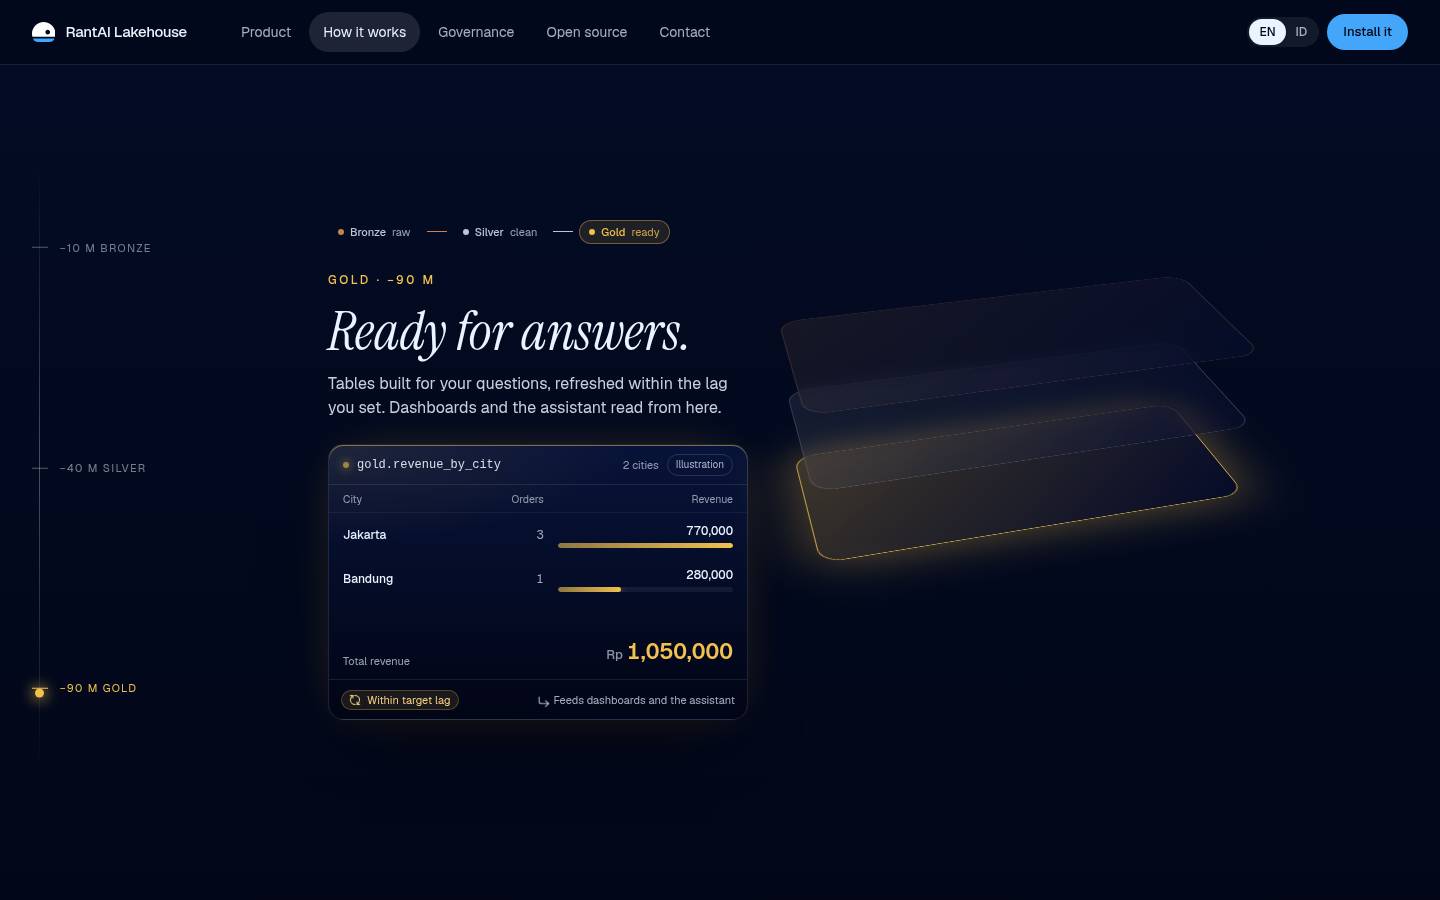 RantAI Lakehouse
Product
How it works
Governance
Open source
Contact
EN
ID
Install it
Bronze raw
Silver clean
Gold ready
−10 M BRONZE
−40 M SILVER
−90 M GOLD
GOLD · −90 M
Ready for answers.
Tables built for your questions, refreshed within the lag
you set. Dashboards and the assistant read from here.
gold.revenue_by_city
2 cities
Illustration
City Orders Revenue
Jakarta 3 770,000
Bandung 1 280,000
Total revenue Rp 1,050,000
Within target lag
Feeds dashboards and the assistant